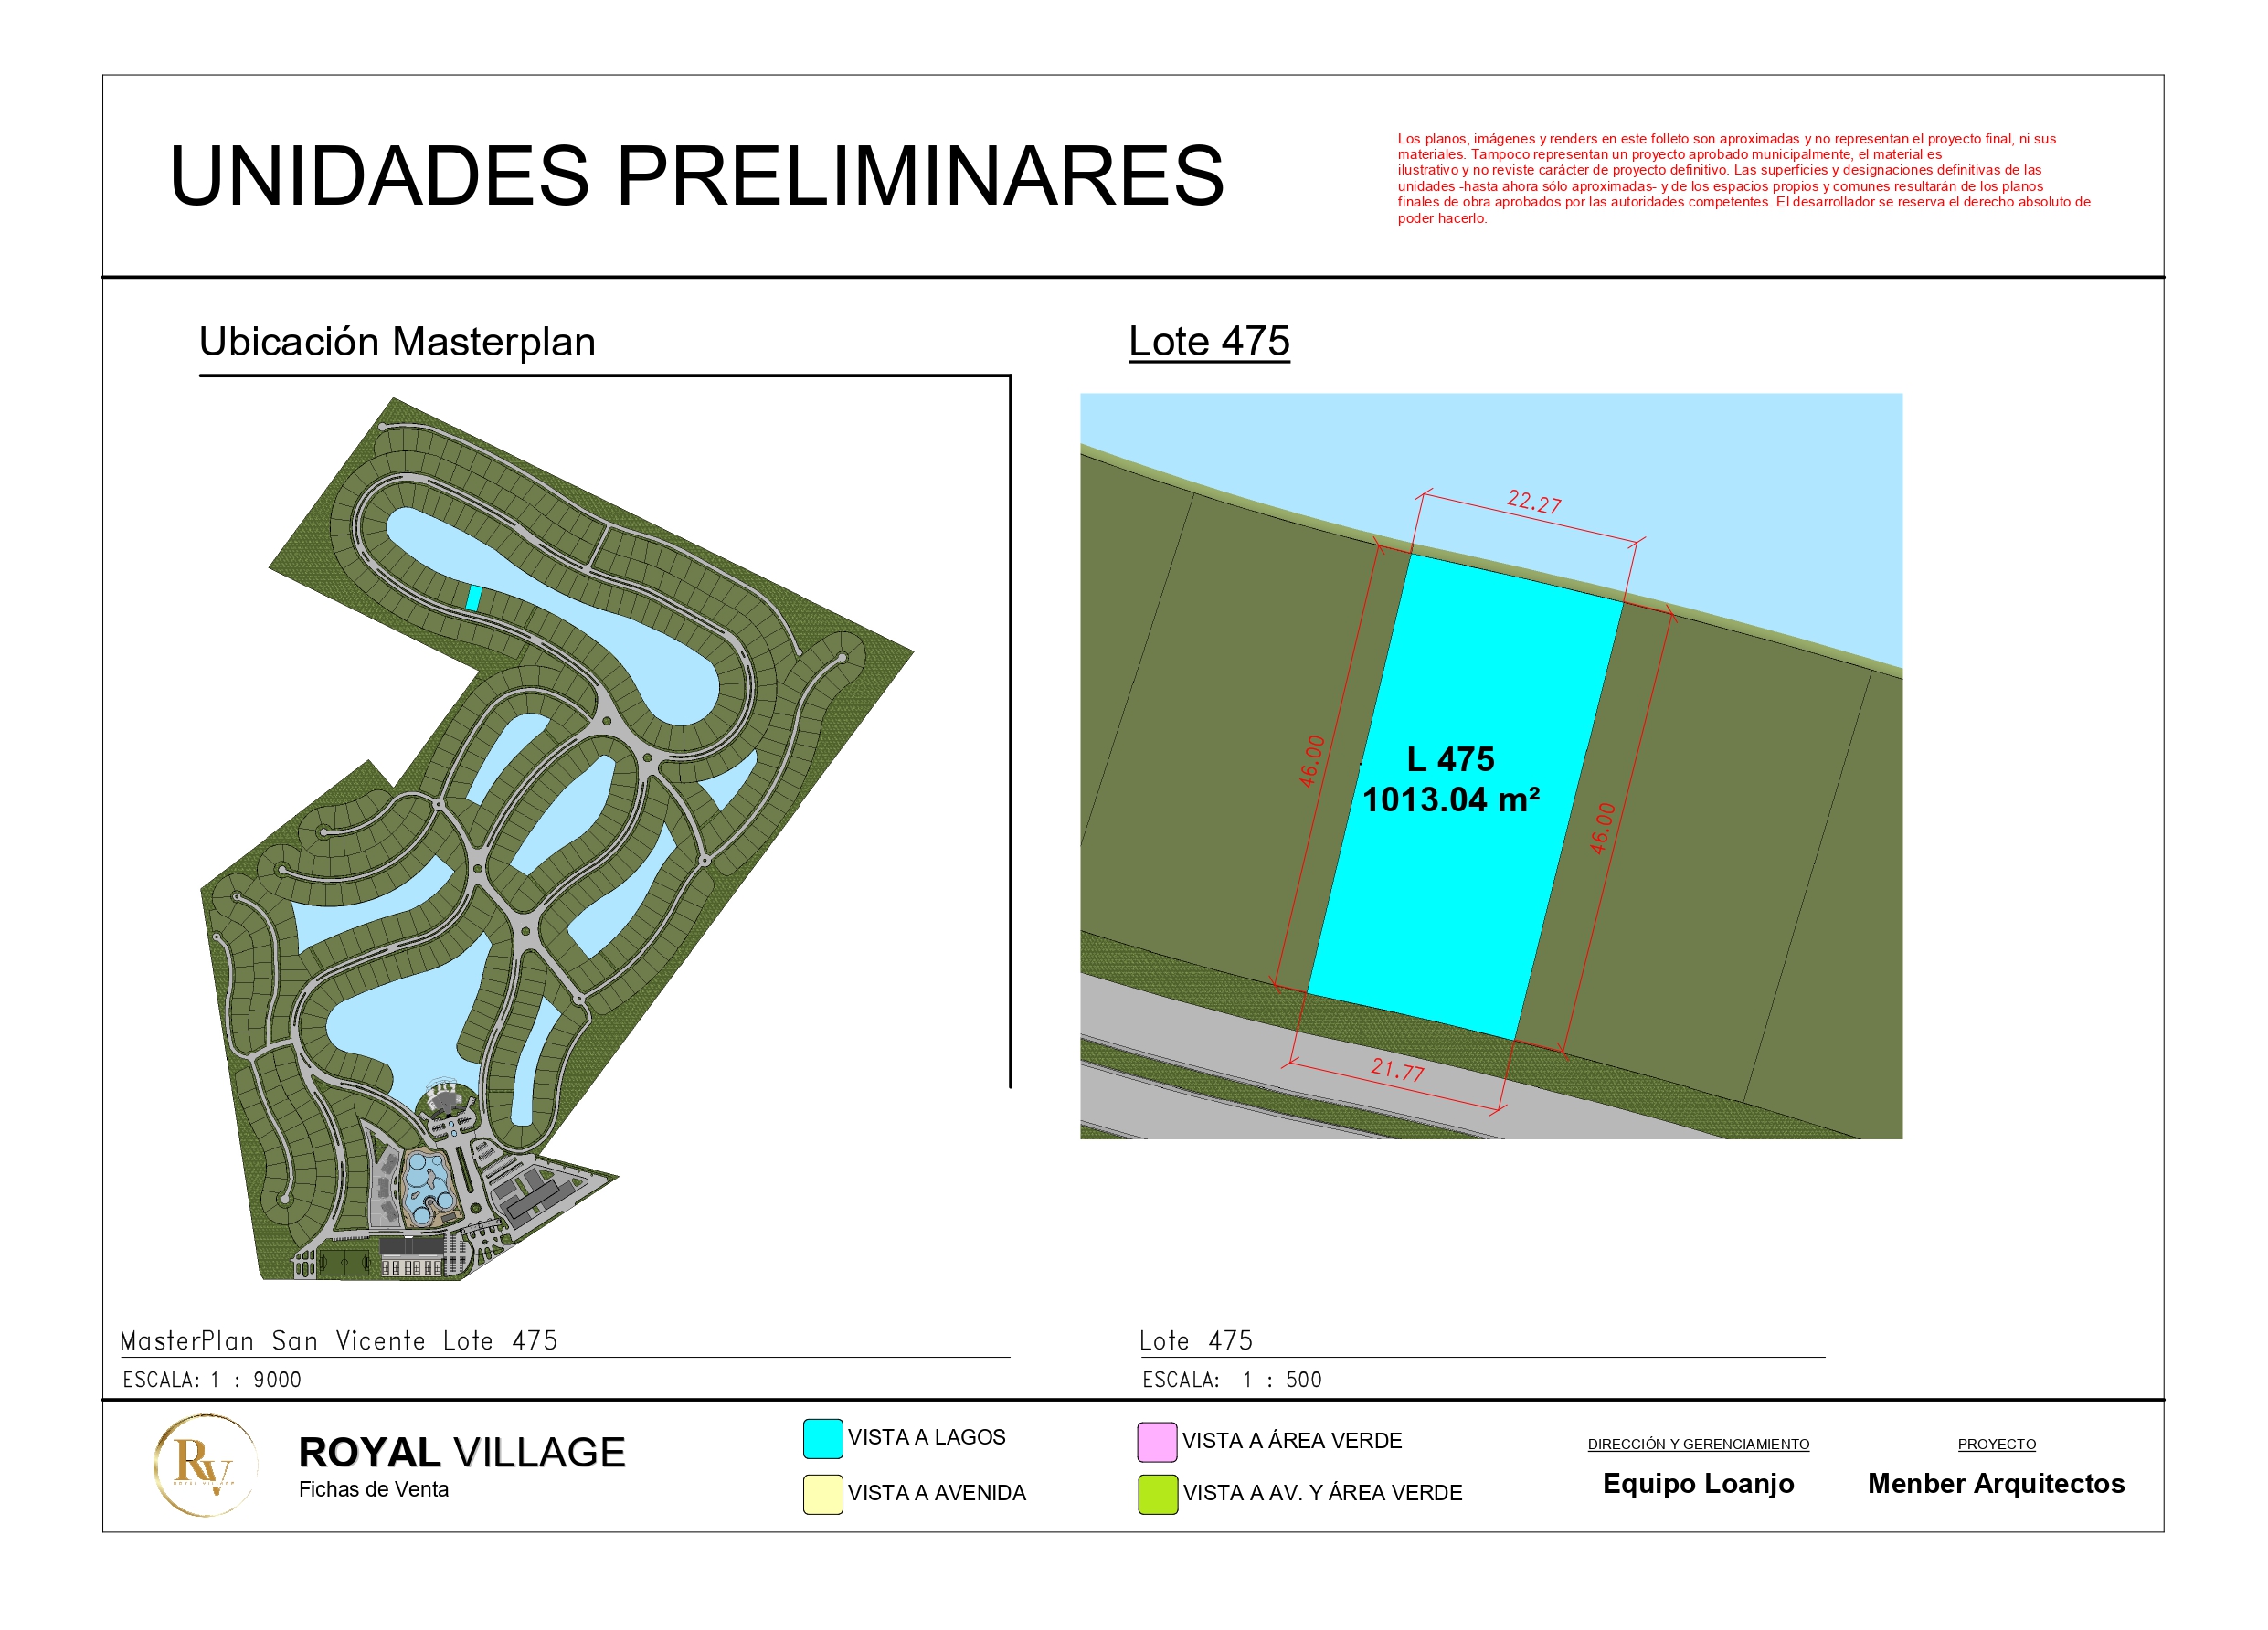 UNIDADES PRELIMINARES
Los planos, imágenes y renders en este folleto son aproximadas y no representan el proyecto final, ni sus
materiales. Tampoco representan un proyecto aprobado municipalmente, el material es
ilustrativo y no reviste carácter de proyecto definitivo. Las superficies y designaciones definitivas de las
unidades -hasta ahora sólo aproximadas- y de los espacios propios y comunes resultarán de los planos
finales de obra aprobados por las autoridades competentes. El desarrollador se reserva el derecho absoluto de
poder hacerlo.
Ubicación Masterplan
Lote 475
22.27
46.00
L 475
1013.04 m²
46.00
21.77
MasterPlan San Vicente Lote 475
ESCALA: 1 : 9000
Lote 475
ESCALA: 1 : 500
RV
ROYAL VILLAGE
ROYAL VILLAGE
Fichas de Venta
VISTA A LAGOS
VISTA A AVENIDA
VISTA A ÁREA VERDE
VISTA A AV. Y ÁREA VERDE
DIRECCIÓN Y GERENCIAMIENTO
Equipo Loanjo
PROYECTO
Menber Arquitectos